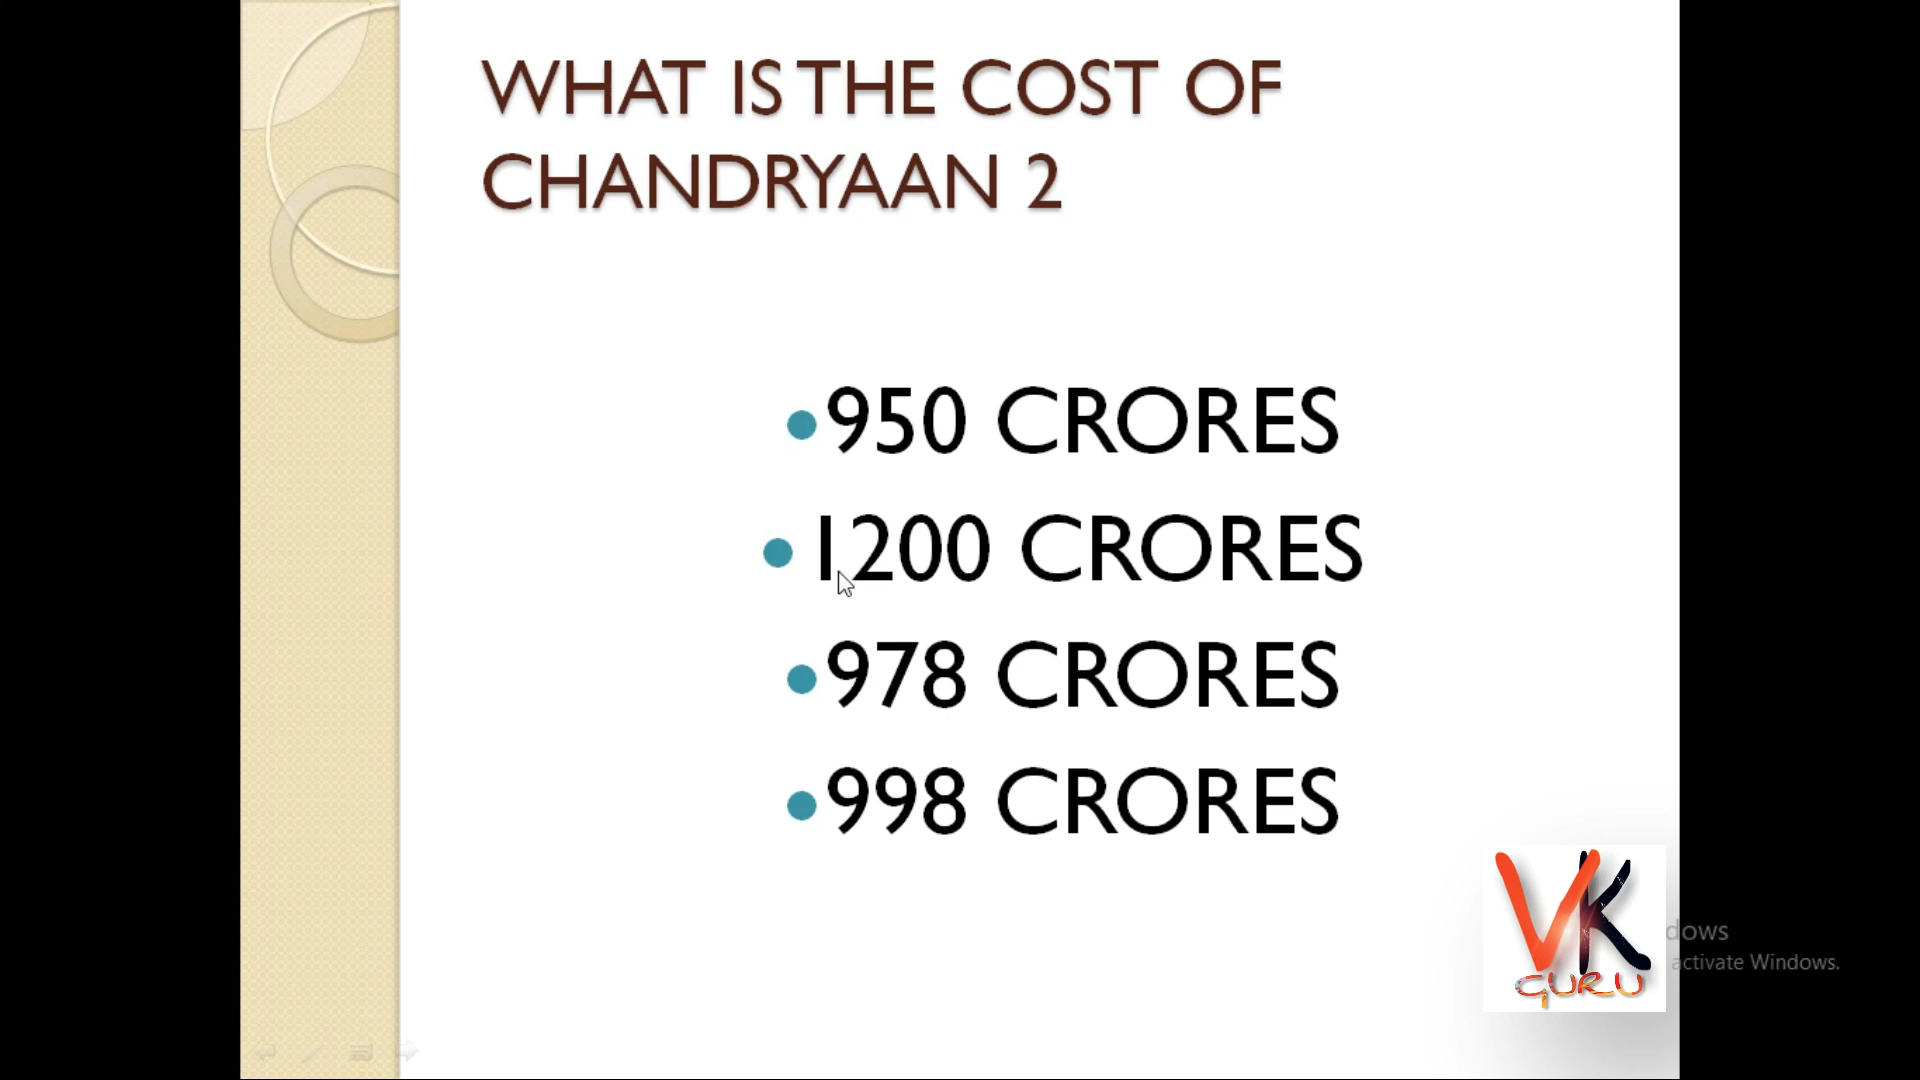 WHAT IS THE COST OF
CHANDRYAAN 2
950 CRORES
1200 CRORES
978 CRORES
998 CRORES
VK
GURU
dows
activate Windows.